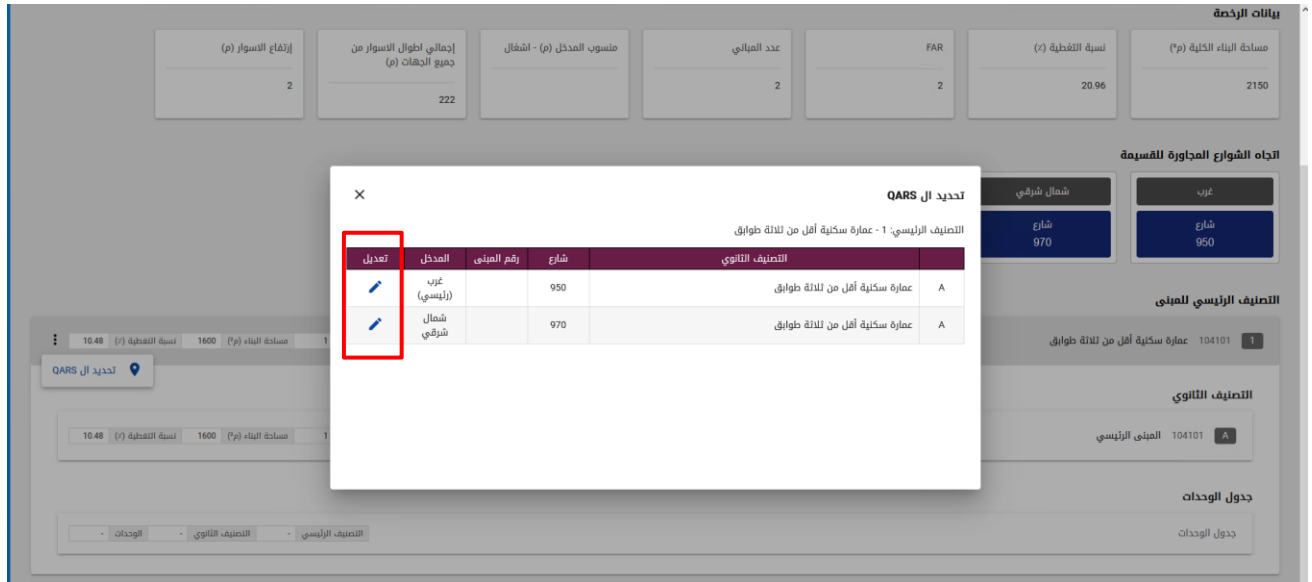 بيانات الرخصة
مساحة البناء الكلية (م²)
2150
نسبة التغطية (٪)
20.96
FAR
2
عدد المباني
2
منسوب المدخل (م) - اشغال
إجمالي اطوال الاسوار من
جميع الجهات (م)
222
إرتفاع الاسوار (م)
2
اتجاه الشوارع المجاورة للقسيمة
غرب
شارع
950
شمال شرقي
شارع
970
تحديد ال QARS
التصنيف الرئيسي: 1 - عمارة سكنية أقل من ثلاثة طوابق
التصنيف الثانوي شارع رقم المبنى المدخل تعديل
A عمارة سكنية أقل من ثلاثة طوابق 950 غرب
(رئيسي)
A عمارة سكنية أقل من ثلاثة طوابق 970 شمال
شرقي
التصنيف الرئيسي للمبنى
1 104101 عمارة سكنية أقل من ثلاثة طوابق 1 مساحة البناء (م²) 1600 نسبة التغطية (٪) 10.48
تحديد ال QARS
التصنيف الثانوي
A 104101 المبنى الرئيسي 1 مساحة البناء (م²) 1600 نسبة التغطية (٪) 10.48
جدول الوحدات
جدول الوحدات التصنيف الرئيسي - التصنيف الثانوي - الوحدات -